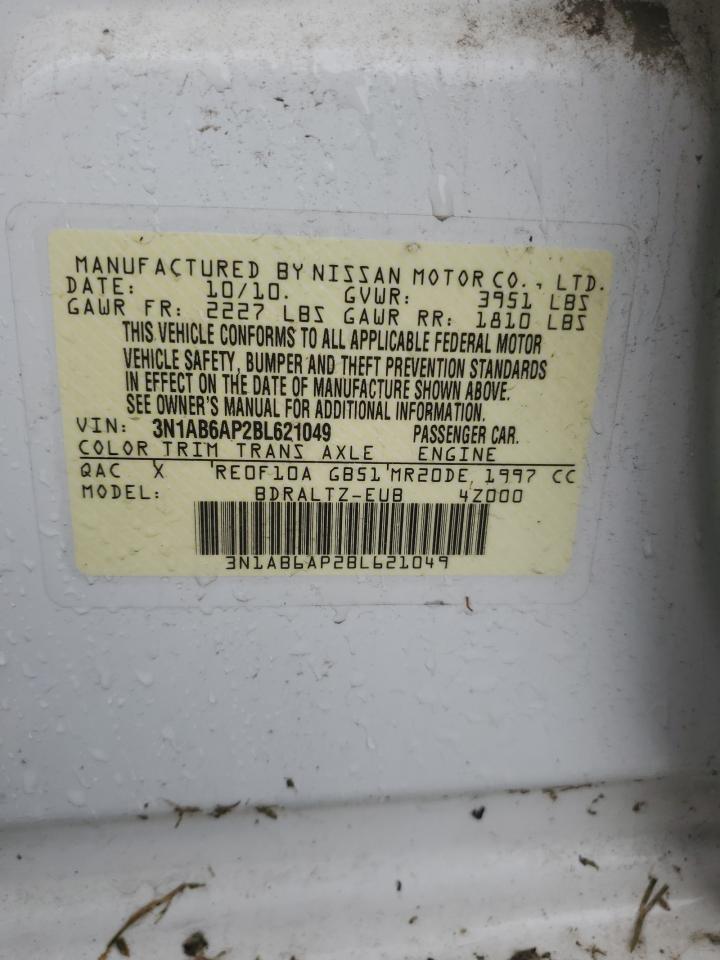 MANUFACTURED BY NISSAN MOTOR CO., LTD.
DATE: 10/10. GVWR: 3951 LBS
GAWR FR: 2227 LBS GAWR RR: 1810 LBS
THIS VEHICLE CONFORMS TO ALL APPLICABLE FEDERAL MOTOR
VEHICLE SAFETY, BUMPER AND THEFT PREVENTION STANDARDS
IN EFFECT ON THE DATE OF MANUFACTURE SHOWN ABOVE.
SEE OWNER'S MANUAL FOR ADDITIONAL INFORMATION.
VIN: 3N1AB6AP2BL621049 PASSENGER CAR.
COLOR TRIM TRANS AXLE ENGINE
QAC X RE0F10A GB51 MR20DE 1997 CC
MODEL: BDRALTZ-EUB 4Z000
3N1AB6AP2BL621049